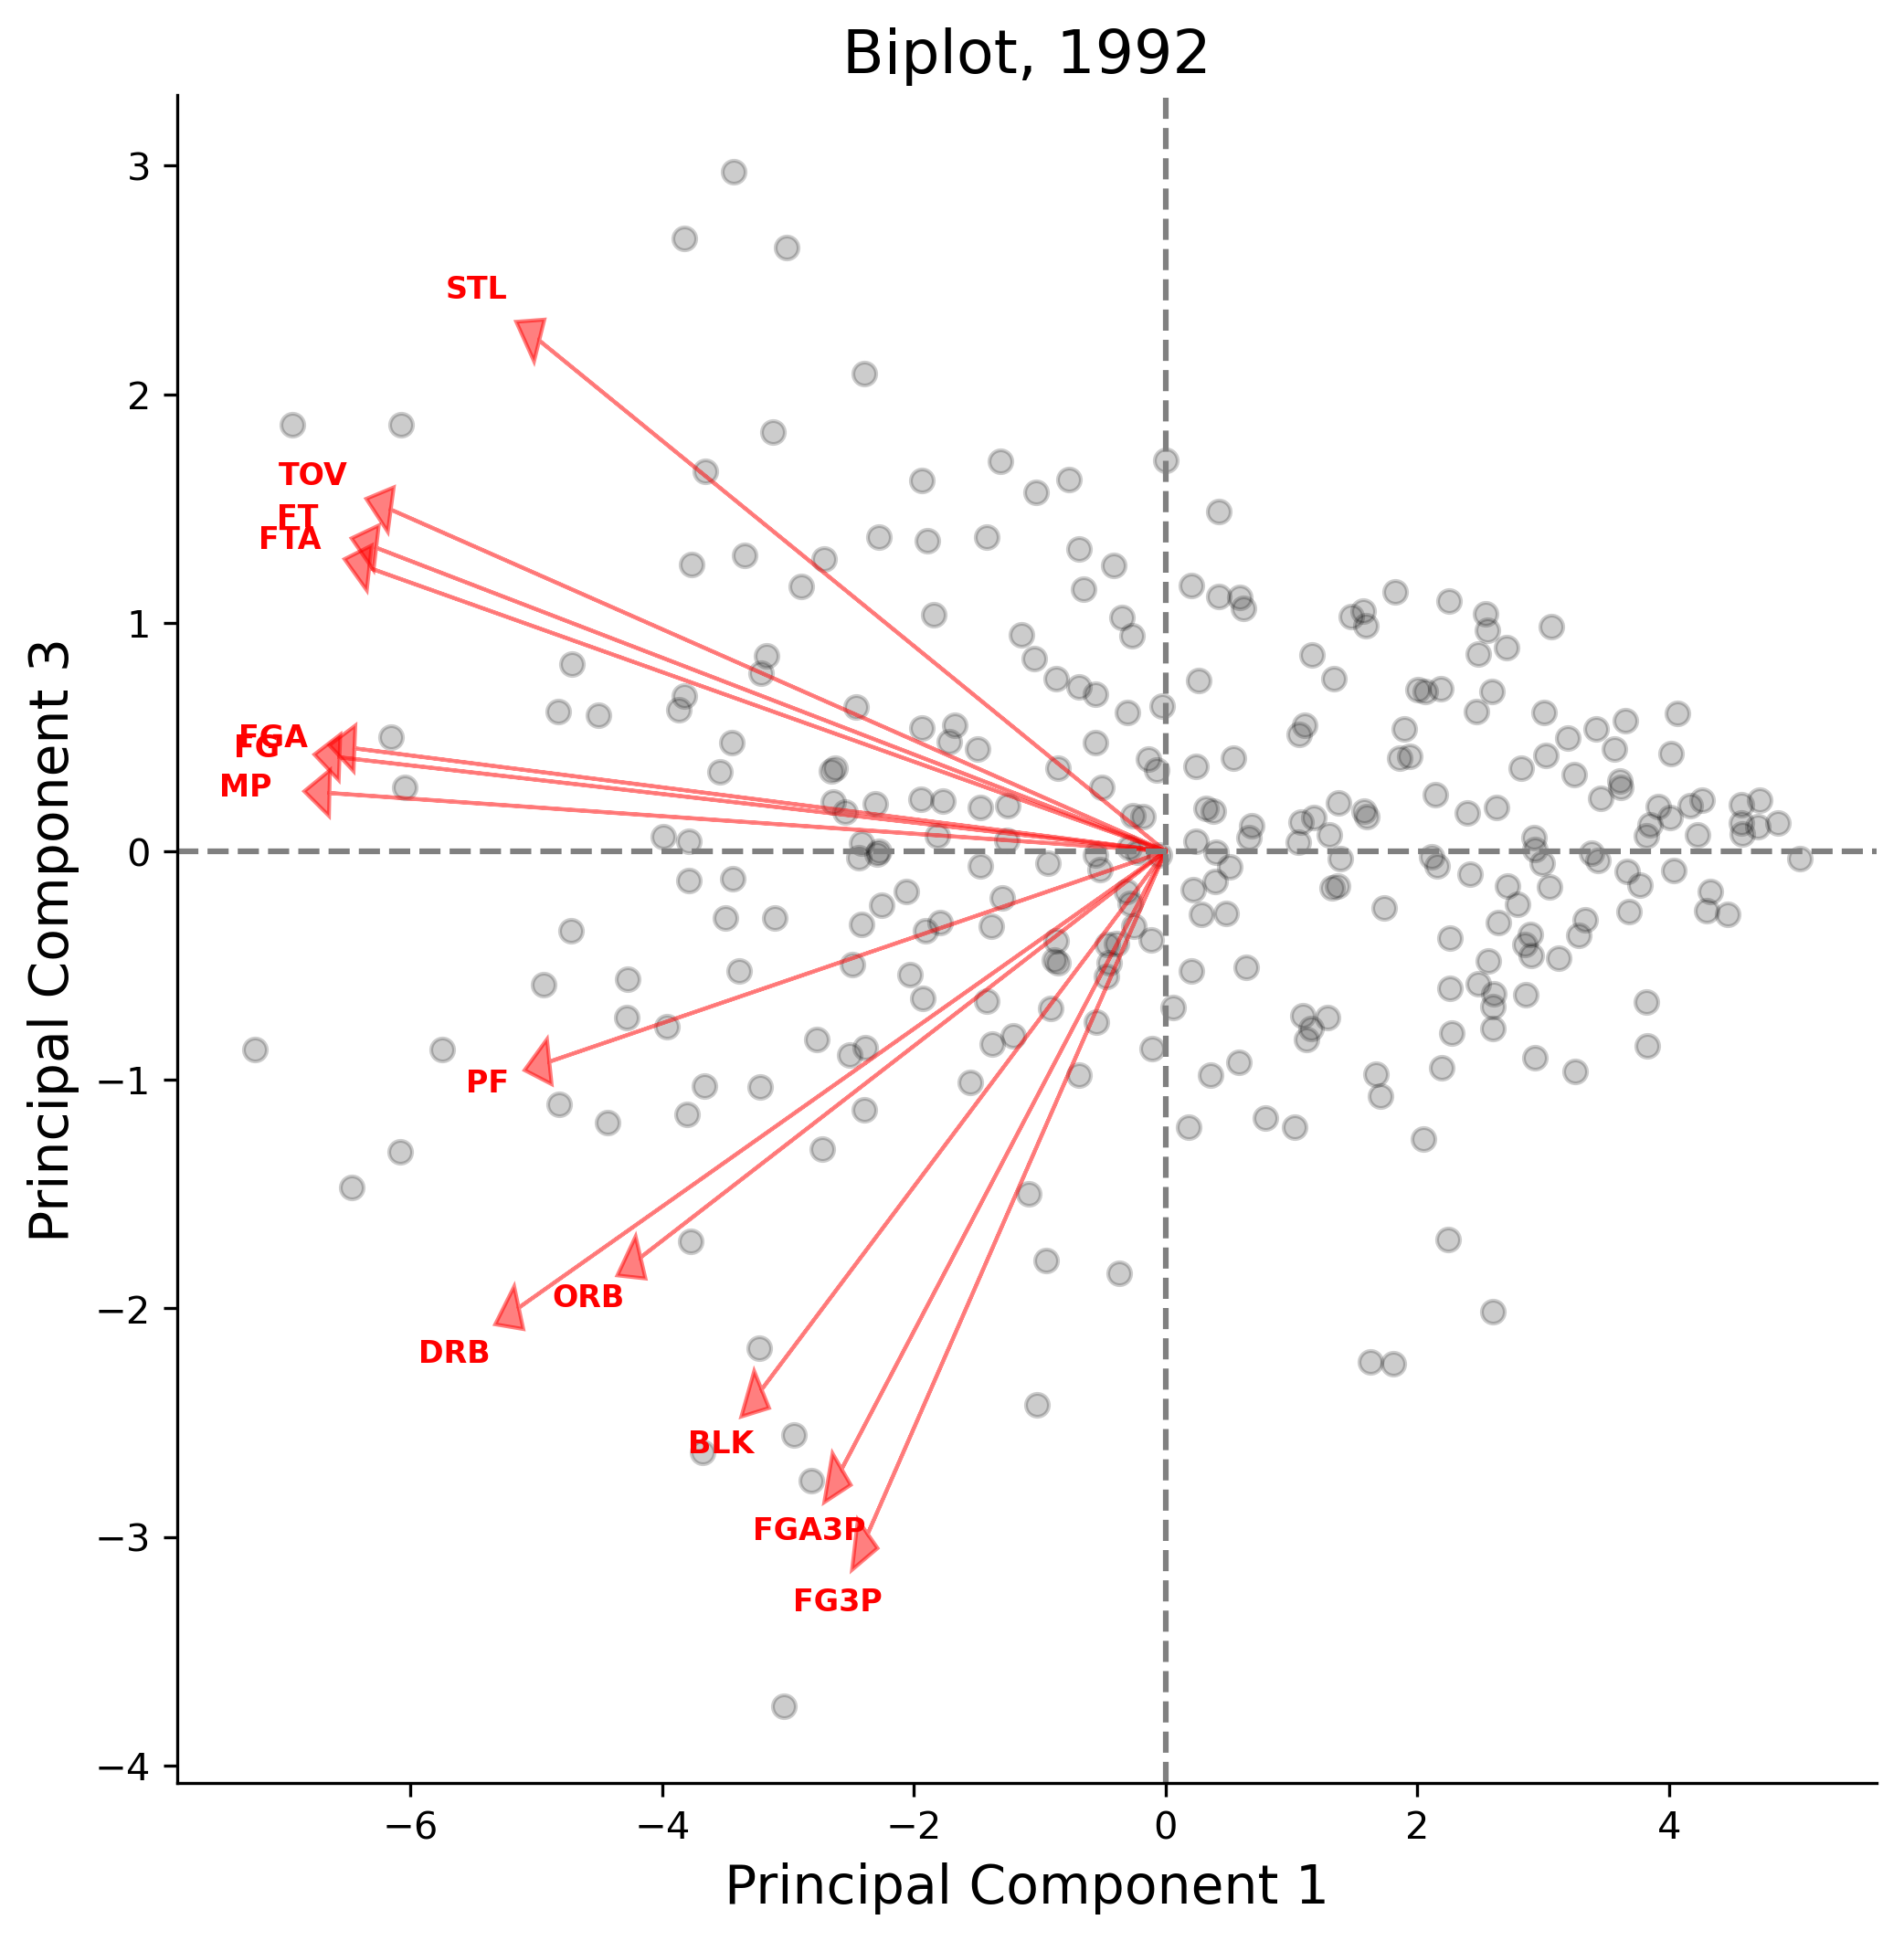 Biplot, 1992
Principal Component 3
3
2
1
0
−1
−2
−3
−4
STL
TOV
FT
FTA
FGA
FG
MP
PF
ORB
DRB
BLK
FGA3P
FG3P
−6 −4 −2 0 2 4
Principal Component 1